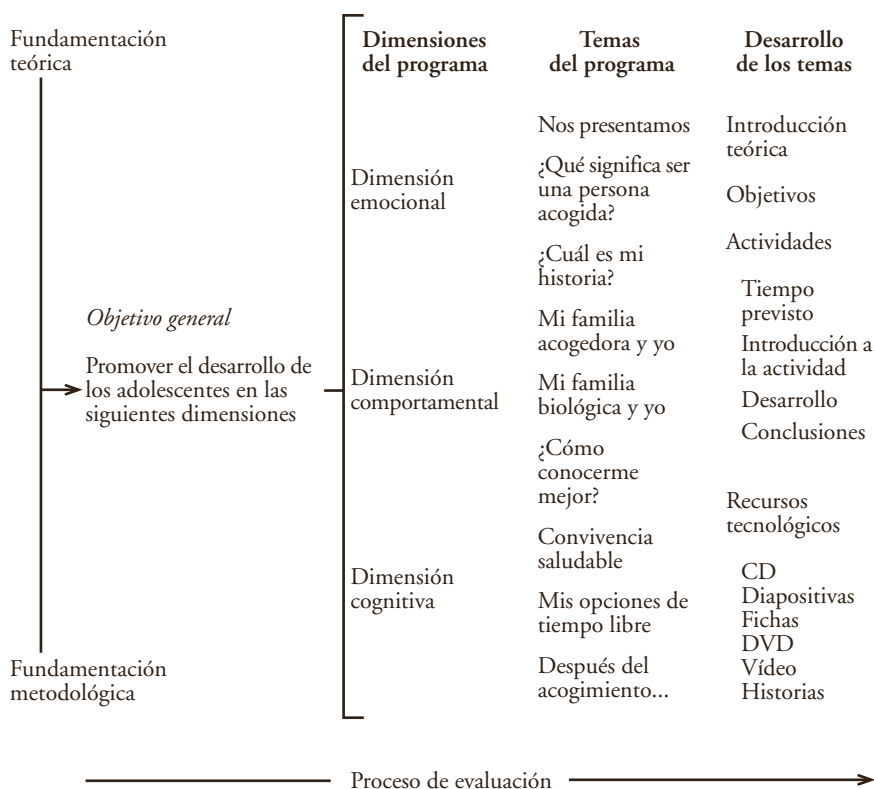 Fundamentación
teórica
Objetivo general
Promover el desarrollo de
los adolescentes en las
siguientes dimensiones
Fundamentación
metodológica
Dimensiones
del programa
Dimensión
emocional
Dimensión
comportamental
Dimensión
cognitiva
Temas
del programa
Nos presentamos
¿Qué significa ser
una persona
acogida?
¿Cuál es mi
historia?
Mi familia
acogedora y yo
Mi familia
biológica y yo
¿Cómo
conocerme
mejor?
Convivencia
saludable
Mis opciones de
tiempo libre
Después del
acogimiento...
Desarrollo
de los temas
Introducción
teórica
Objetivos
Actividades
Tiempo
previsto
Introducción a
la actividad
Desarrollo
Conclusiones
Recursos
tecnológicos
CD
Diapositivas
Fichas
DVD
Vídeo
Historias
Proceso de evaluación